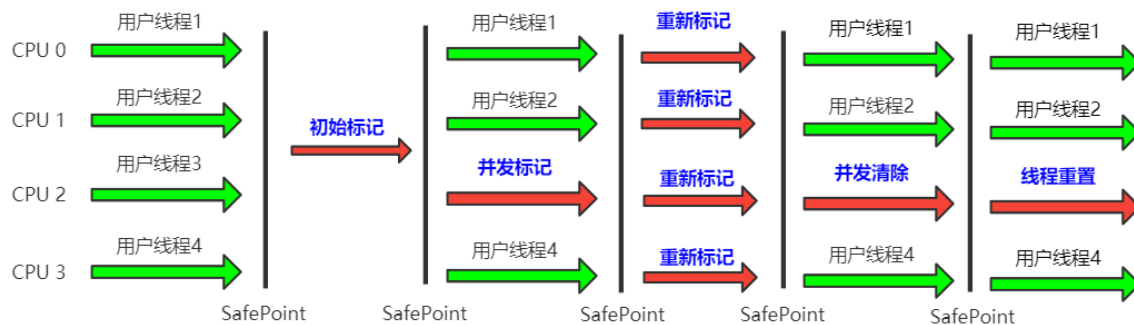 用户线程1
用户线程1
重新标记
用户线程1
用户线程1
CPU 0
用户线程2
用户线程2
重新标记
用户线程2
用户线程2
CPU 1
初始标记
用户线程3
并发标记
重新标记
并发清除
线程重置
CPU 2
用户线程4
用户线程4
重新标记
用户线程4
用户线程4
CPU 3
SafePoint
SafePoint
SafePoint
SafePoint
SafePoint